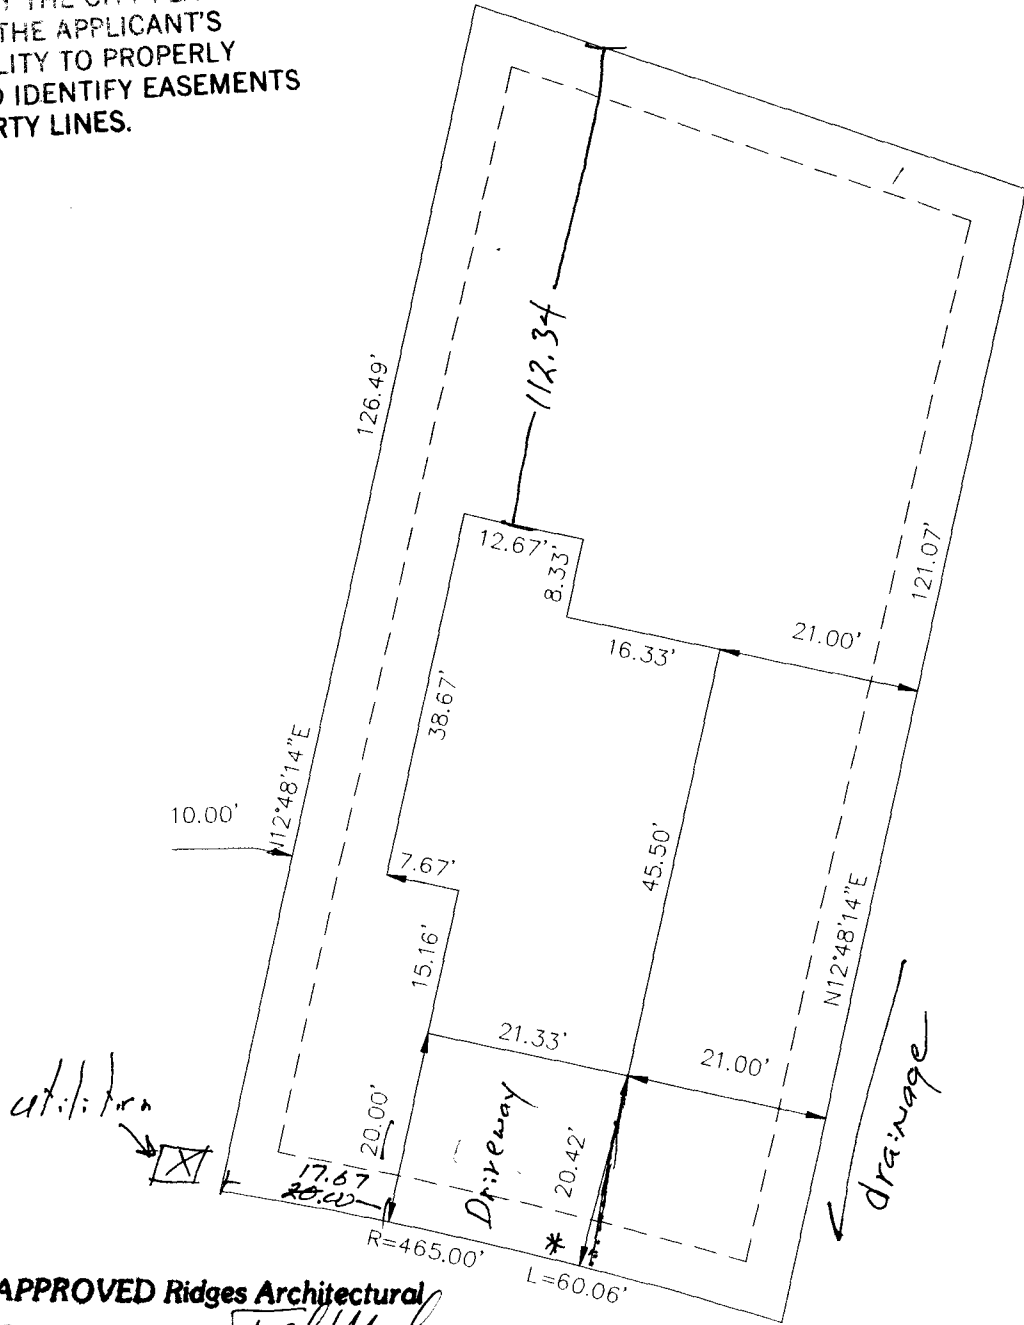 THE CITY
THE APPLICANT'S
LITY TO PROPERLY
IDENTIFY EASEMENTS
RTY LINES.
112.34
126.49'
12.67'
8.33'
121.07'
21.00'
16.33'
38.67'
N12°48'14"E
10.00'
7.67'
45.50'
N12°48'14"E
15.16'
21.33'
21.00'
drainage
20.00'
Driveway
20.42'
17.67
20.00
*
R=465.00'
L=60.06'
APPROVED Ridges Architectural